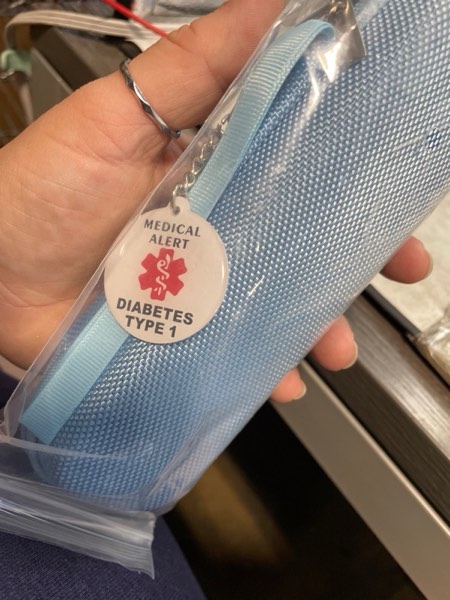 MEDICAL
ALERT
DIABETES
TYPE 1